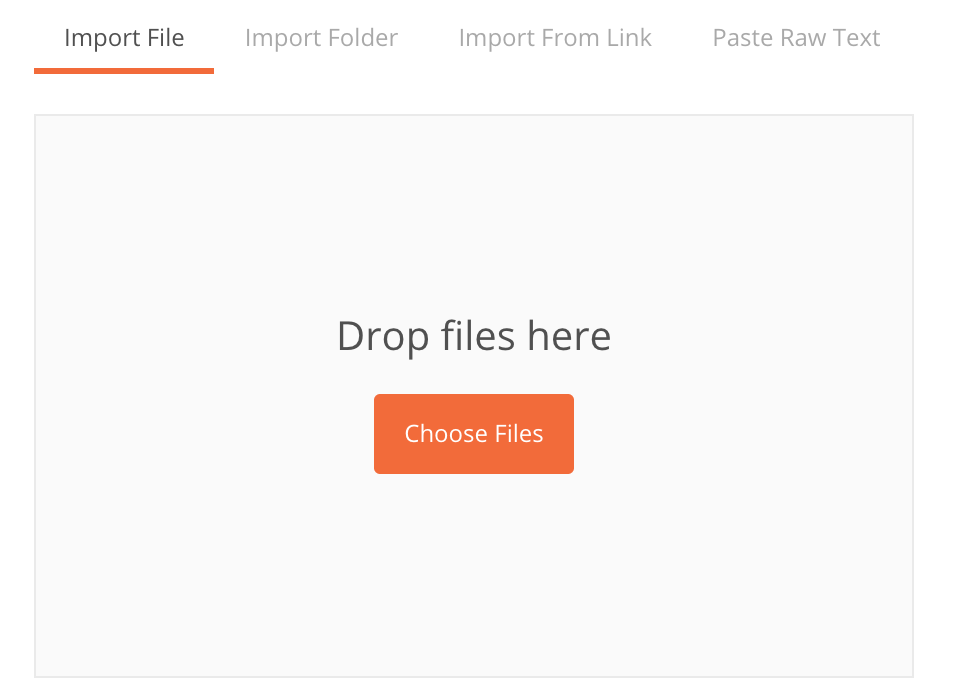 Import File Import Folder Import From Link Paste Raw Text
Drop files here
Choose Files